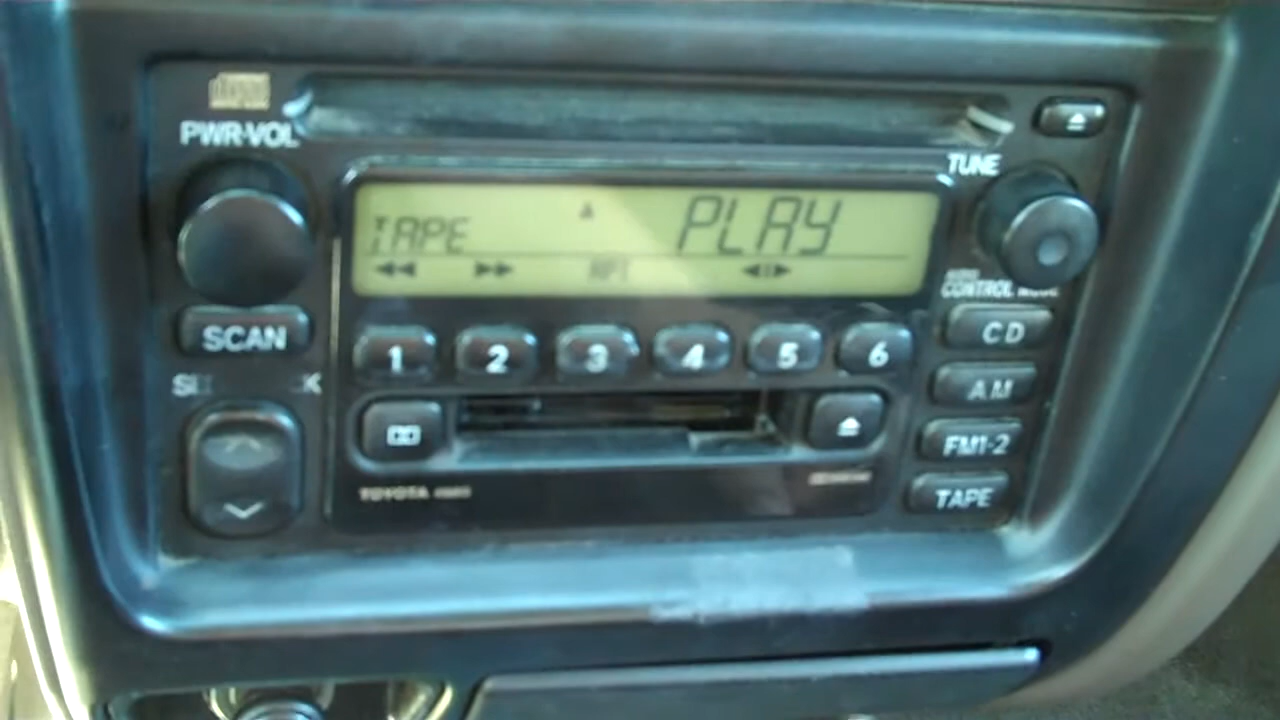 PWR-VOL
TUNE
TAPE PLAY
RPT
CONTROL
SCAN
1 2 3 4 5 6
CD
AM
FM1-2
TAPE
TOYOTA